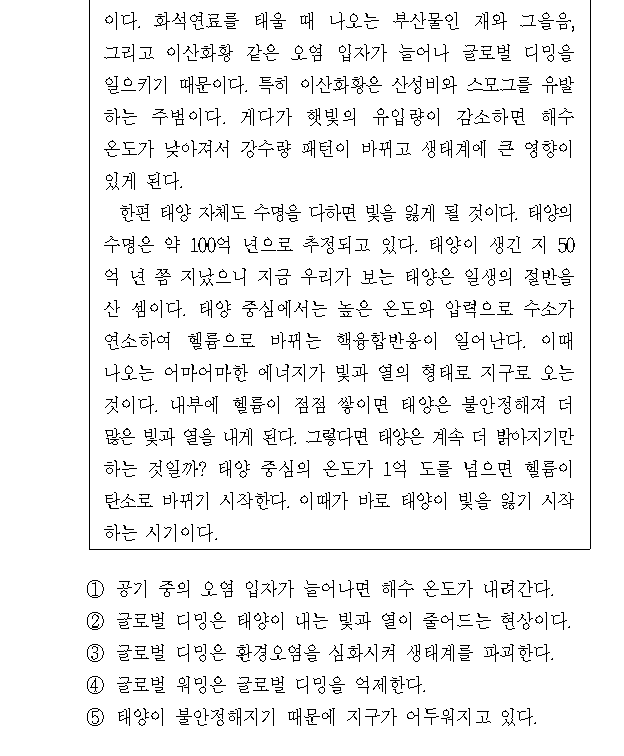 이다. 화석연료를 태울 때 나오는 부산물인 재와 그을음,
그리고 이산화황 같은 오염 입자가 늘어나 글로벌 디밍을
일으키기 때문이다. 특히 이산화황은 산성비와 스모그를 유발
하는 주범이다. 게다가 햇빛의 유입량이 감소하면 해수
온도가 낮아져서 강수량 패턴이 바뀌고 생태계에 큰 영향이
있게 된다.
한편 태양 자체도 수명을 다하면 빛을 잃게 될 것이다. 태양의
수명은 약 100억 년으로 추정되고 있다. 태양이 생긴 지 50
억 년 쯤 지났으니 지금 우리가 보는 태양은 일생의 절반을
산 셈이다. 태양 중심에서는 높은 온도와 압력으로 수소가
연소하여 헬륨으로 바뀌는 핵융합반응이 일어난다. 이때
나오는 어마어마한 에너지가 빛과 열의 형태로 지구로 오는
것이다. 내부에 헬륨이 점점 쌓이면 태양은 불안정해져 더
많은 빛과 열을 내게 된다. 그렇다면 태양은 계속 더 밝아지기만
하는 것일까? 태양 중심의 온도가 1억 도를 넘으면 헬륨이
탄소로 바뀌기 시작한다. 이때가 바로 태양이 빛을 잃기 시작
하는 시기이다.
① 공기 중의 오염 입자가 늘어나면 해수 온도가 내려간다.
② 글로벌 디밍은 태양이 내는 빛과 열이 줄어드는 현상이다.
③ 글로벌 디밍은 환경오염을 심화시켜 생태계를 파괴한다.
④ 글로벌 워밍은 글로벌 디밍을 억제한다.
⑤ 태양이 불안정해지기 때문에 지구가 어두워지고 있다.